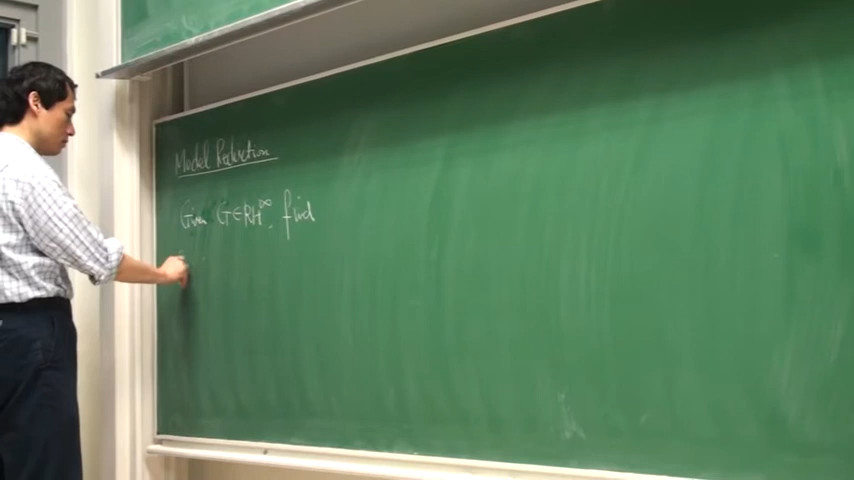 Model Reduction
Given G∈RH∞, find